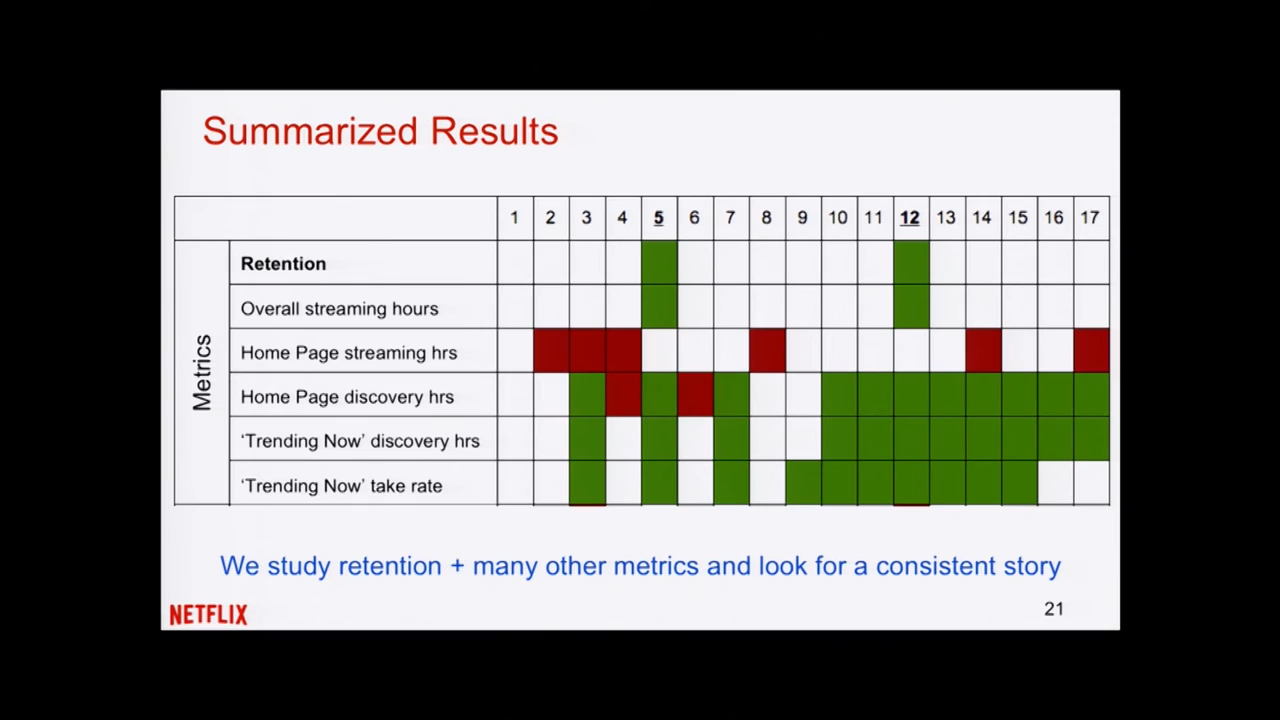 Summarized Results
1 2 3 4 5 6 7 8 9 10 11 12 13 14 15 16 17
Metrics
Retention
Overall streaming hours
Home Page streaming hrs
Home Page discovery hrs
‘Trending Now’ discovery hrs
‘Trending Now’ take rate
We study retention + many other metrics and look for a consistent story
NETFLIX
21